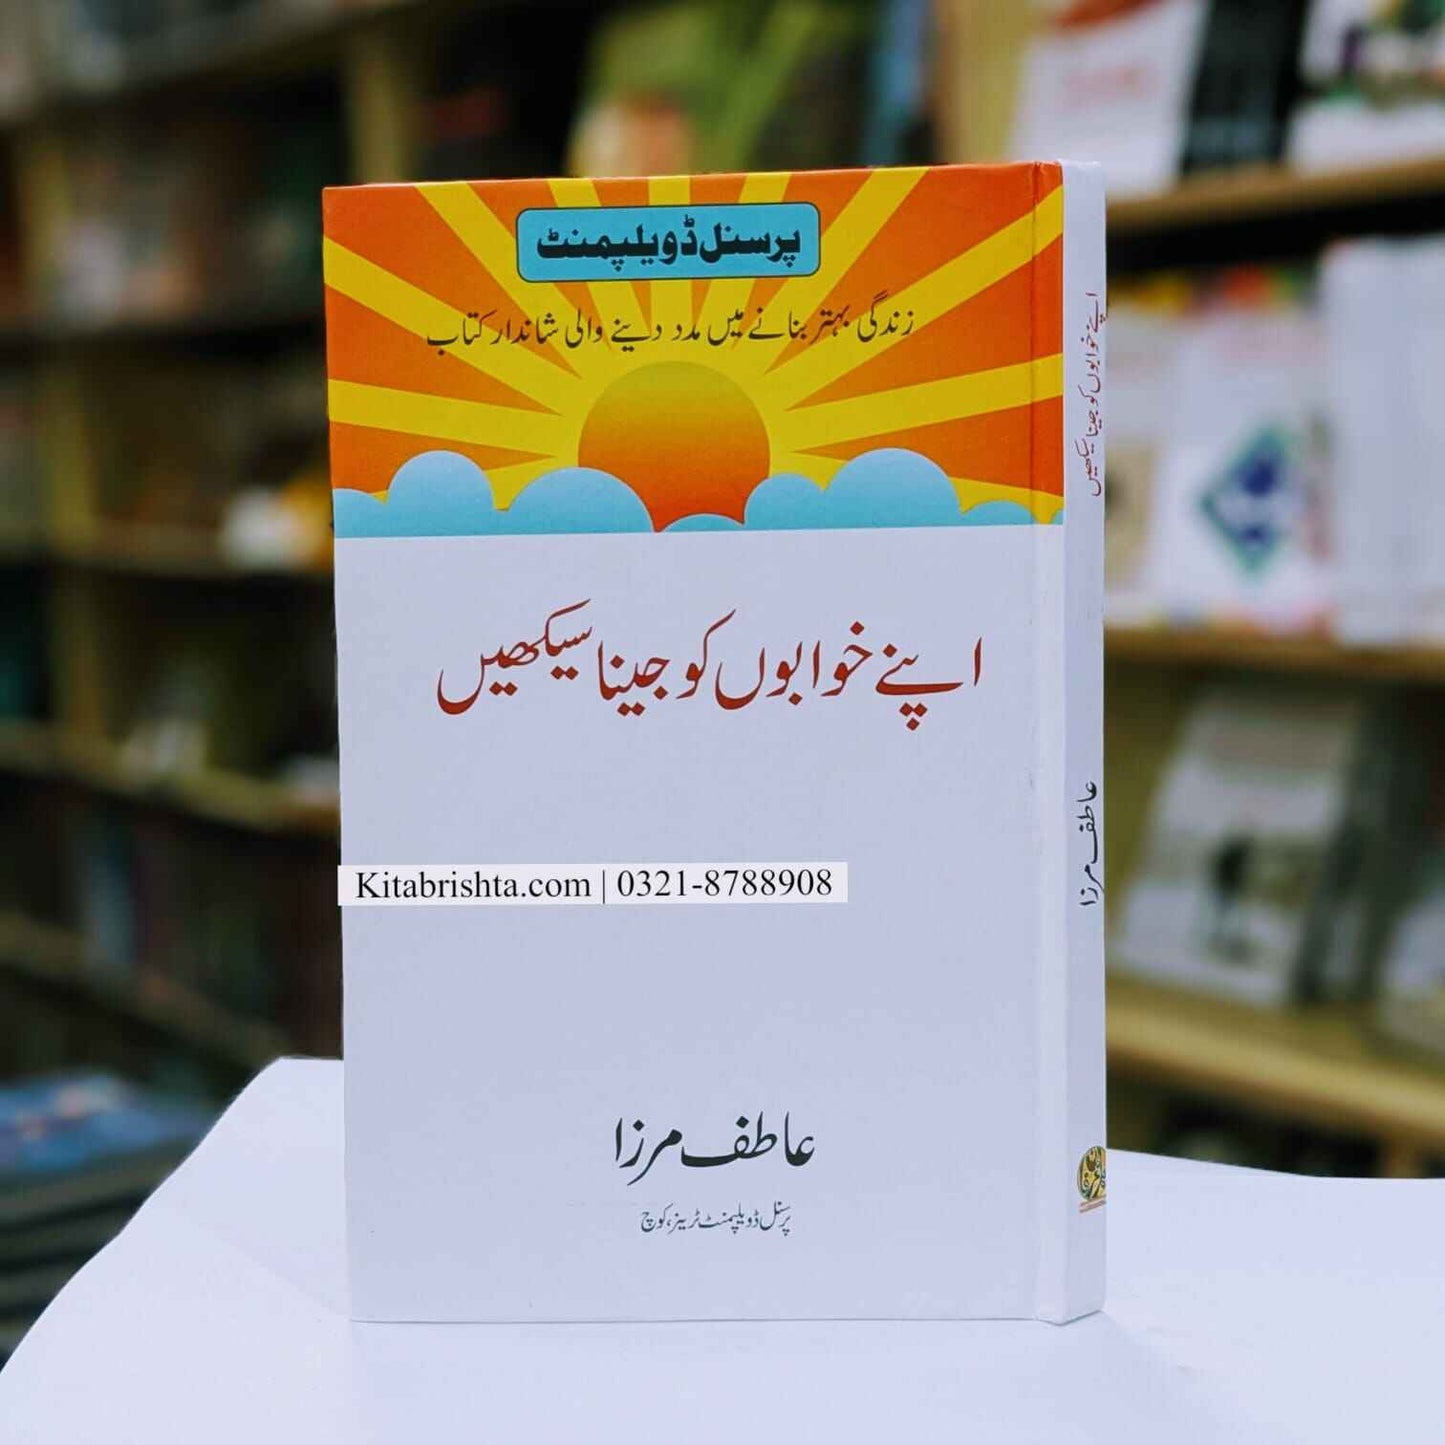 پرسنل ڈویلپمنٹ
زندگی بہتر بنانے میں مدد دینے والی شاندار کتاب
اپنے خوابوں کو جینا سیکھیں
Kitabrishta.com | 0321-8788908
عاطف مرزا
پرسنل ڈویلپمنٹ ٹرینر، کوچ
اپنے خوابوں کو جینا سیکھیں
عاطف مرزا